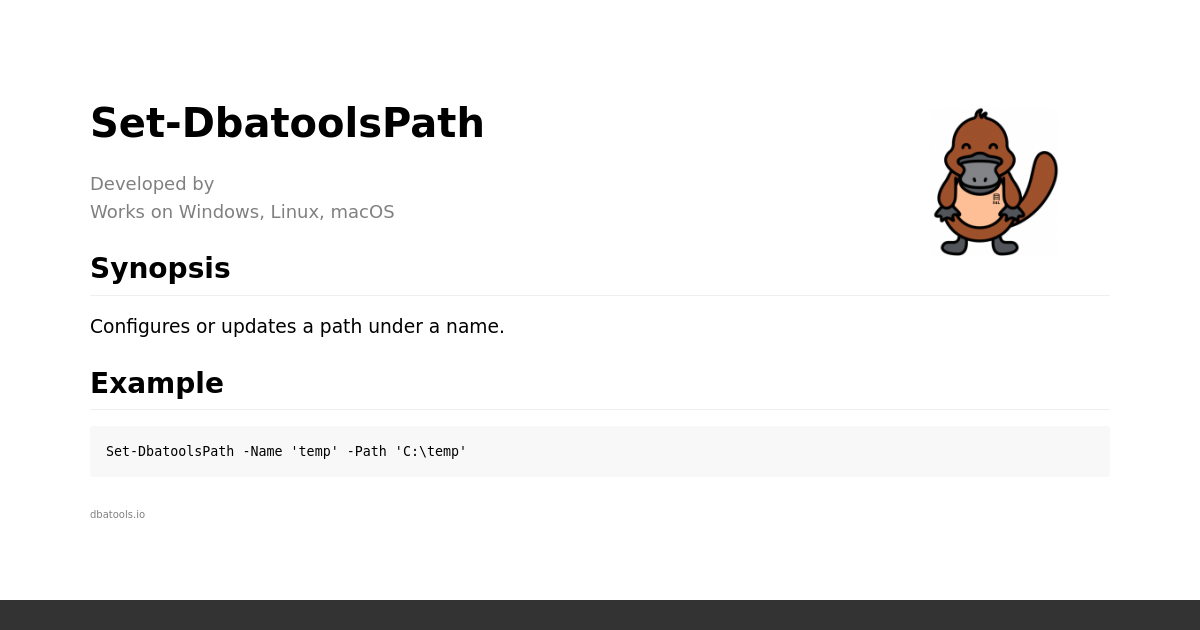 Set-DbatoolsPath
Developed by
Works on Windows, Linux, macOS
Synopsis
Configures or updates a path under a name.
Example
Set-DbatoolsPath -Name 'temp' -Path 'C:\temp'
dbatools.io